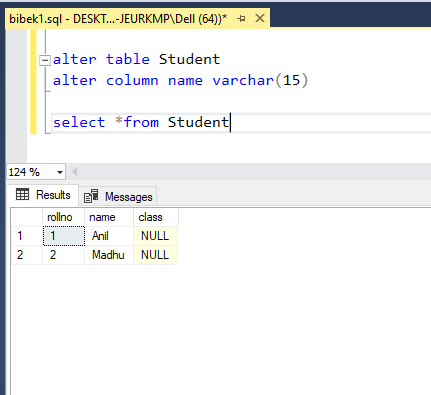 bibek1.sql - DESKT...-JEURKMP\Dell (64))*
alter table Student
alter column name varchar(15)
select *from Student
124 %
Results Messages
rollno name class
1 1 Anil NULL
2 2 Madhu NULL